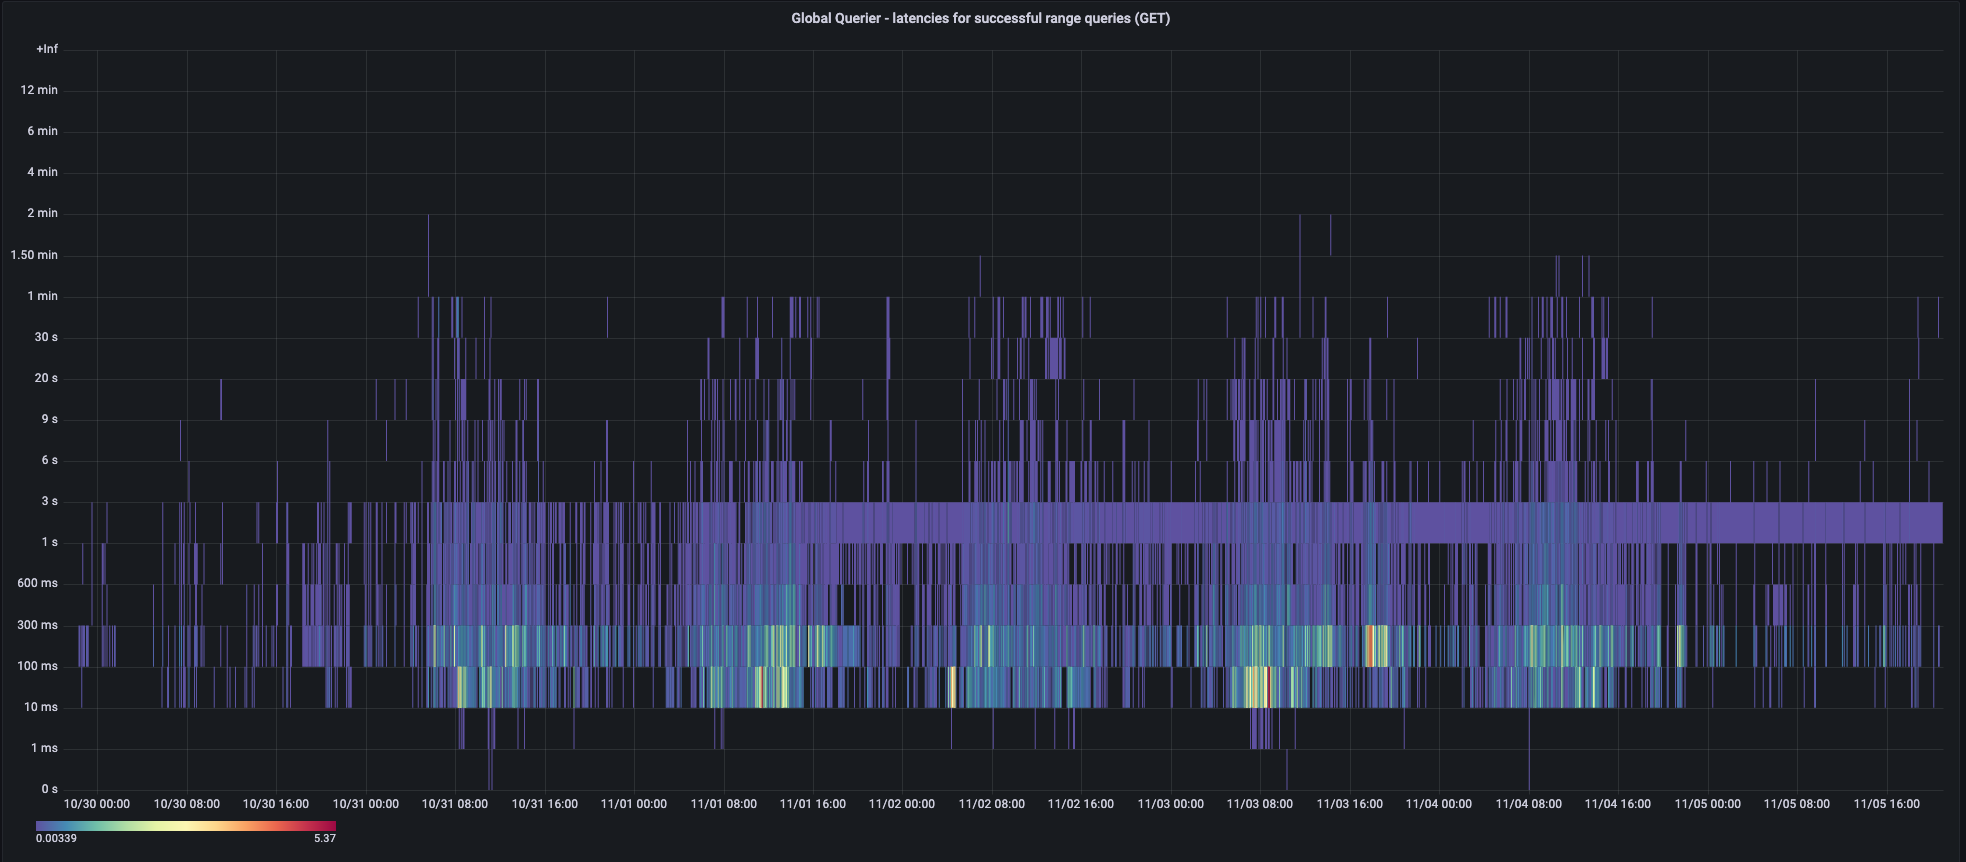 Global Querier - latencies for successful range queries (GET)
+Inf
12 min
6 min
4 min
2 min
1.50 min
1 min
30 s
20 s
9 s
6 s
3 s
1 s
600 ms
300 ms
100 ms
10 ms
1 ms
0 s
10/30 00:00 10/30 08:00 10/30 16:00 10/31 00:00 10/31 08:00 10/31 16:00 11/01 00:00 11/01 08:00 11/01 16:00 11/02 00:00 11/02 08:00 11/02 16:00 11/03 00:00 11/03 08:00 11/03 16:00 11/04 00:00 11/04 08:00 11/04 16:00 11/05 00:00 11/05 08:00 11/05 16:00
0.00339 5.37